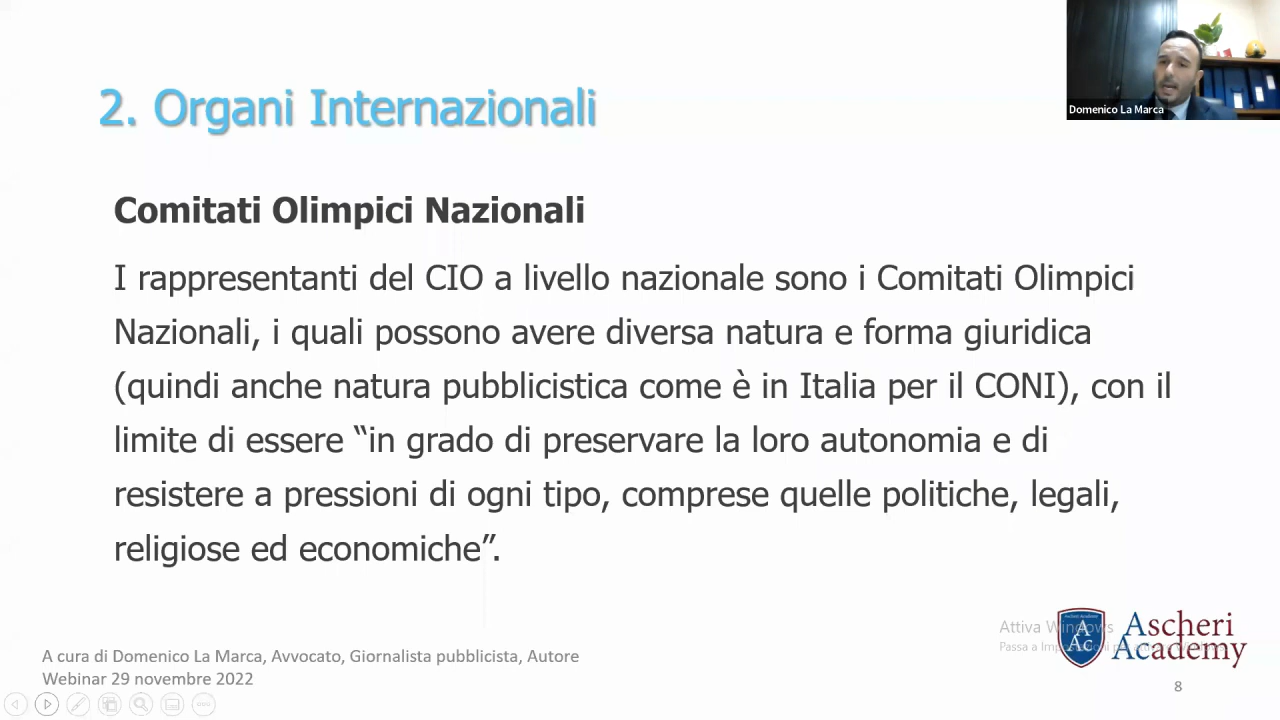 2. Organi Internazionali
Domenico La Marca
Comitati Olimpici Nazionali
I rappresentanti del CIO a livello nazionale sono i Comitati Olimpici
Nazionali, i quali possono avere diversa natura e forma giuridica
(quindi anche natura pubblicistica come è in Italia per il CONI), con il
limite di essere “in grado di preservare la loro autonomia e di
resistere a pressioni di ogni tipo, comprese quelle politiche, legali,
religiose ed economiche”.
Attiva Windows
Passa a
A Ac
Ascheri
Academy
A cura di Domenico La Marca, Avvocato, Giornalista pubblicista, Autore
Webinar 29 novembre 2022
8